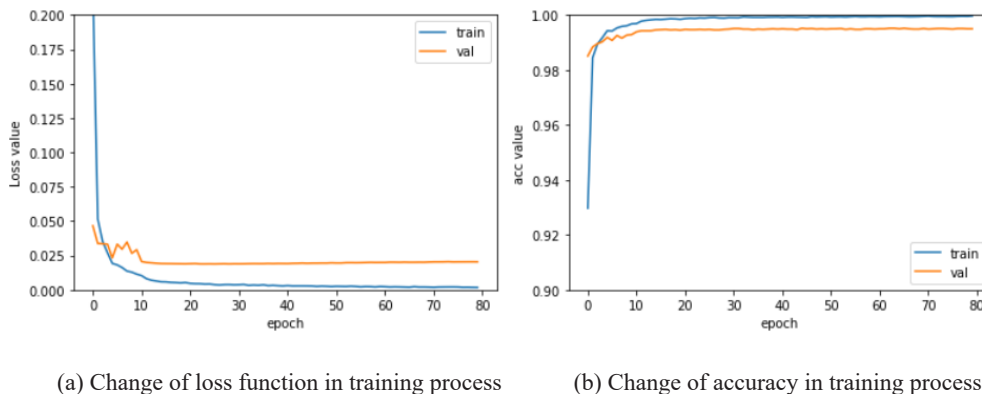 0.200
0.175
0.150
0.125
0.100
0.075
0.050
0.025
0.000
Loss value
0 10 20 30 40 50 60 70 80
epoch
train
val
1.00
0.98
0.96
0.94
0.92
0.90
acc value
0 10 20 30 40 50 60 70 80
epoch
train
val
(a) Change of loss function in training process
(b) Change of accuracy in training process